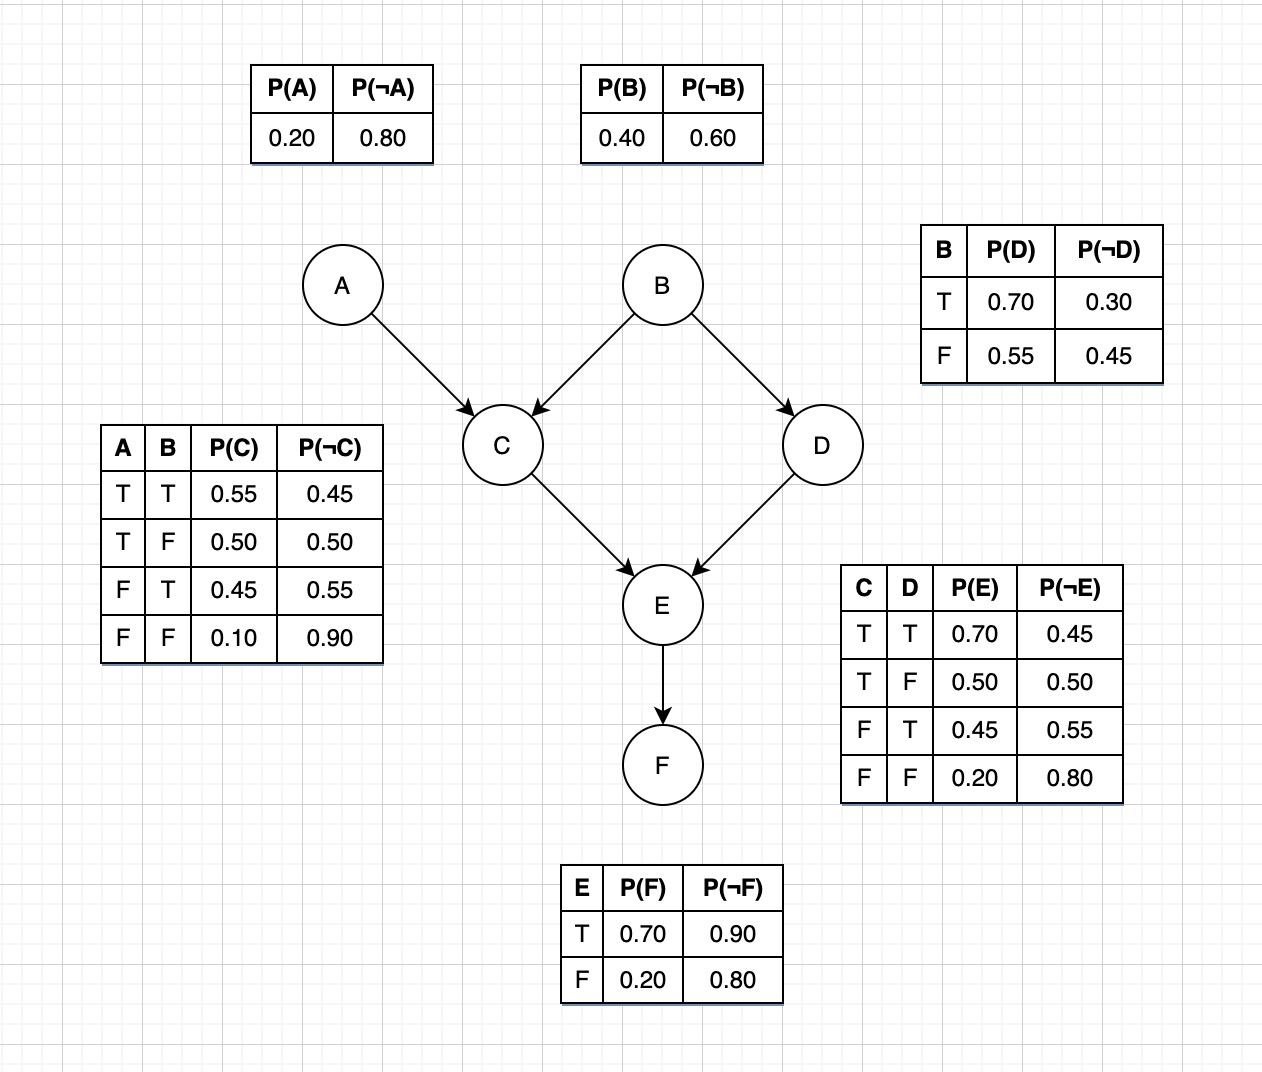 P(A) P(¬A)
0.20 0.80
P(B) P(¬B)
0.40 0.60
A
B
B P(D) P(¬D)
T 0.70 0.30
F 0.55 0.45
A B P(C) P(¬C)
T T 0.55 0.45
T F 0.50 0.50
F T 0.45 0.55
F F 0.10 0.90
C
D
E
C D P(E) P(¬E)
T T 0.70 0.45
T F 0.50 0.50
F T 0.45 0.55
F F 0.20 0.80
F
E P(F) P(¬F)
T 0.70 0.90
F 0.20 0.80